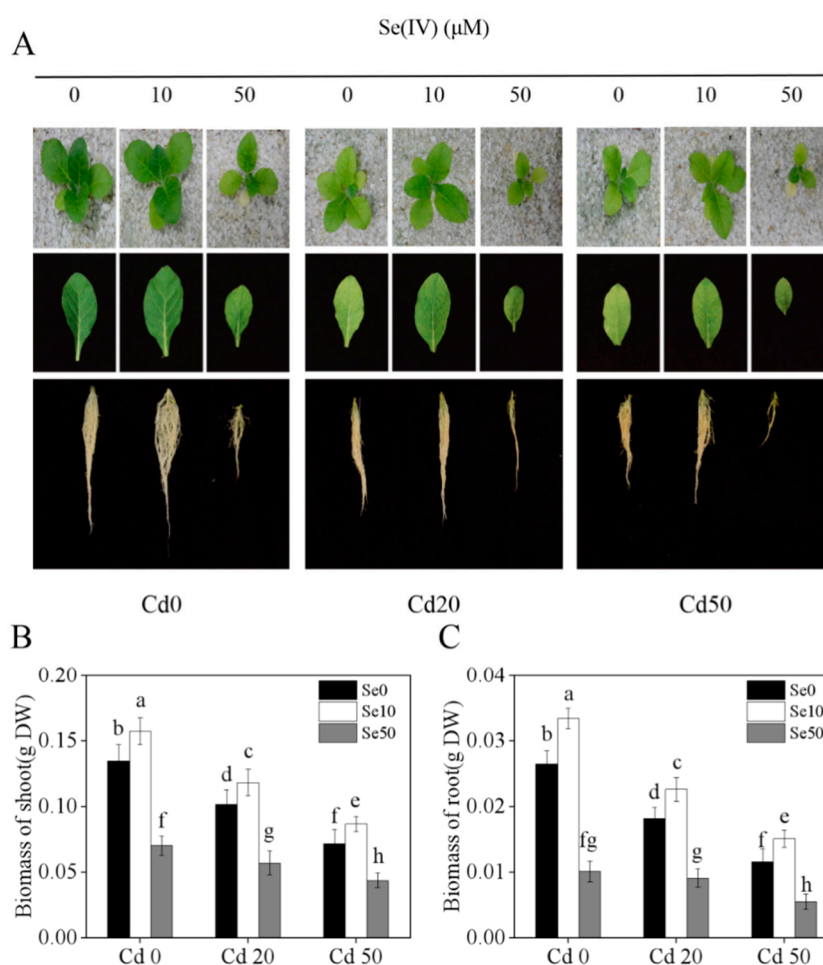 Se(IV) (μM)
A
0 10 50 0 10 50 0 10 50
Cd0 Cd20 Cd50
B
Biomass of shoot(g DW)
0.20
0.15
0.10
0.05
0.00
Se0
Se10
Se50
b a f d c g f e h
Cd 0 Cd 20 Cd 50
C
Biomass of root(g DW)
0.04
0.03
0.02
0.01
0.00
Se0
Se10
Se50
b a fg d c g f e h
Cd 0 Cd 20 Cd 50